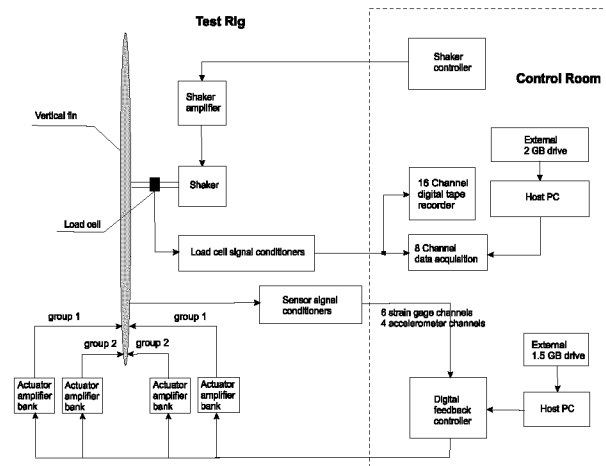 Test Rig
Control Room
Shaker
controller
Shaker
amplifier
Vertical fin
External
2 GB drive
Shaker
16 Channel
digital tape
recorder
Host PC
Load cell
Load cell signal conditioners
8 Channel
data acquisition
Sensor signal
conditioners
6 strain gage channels
4 accelerometer channels
group 1
group 1
group 2
group 2
External
1.5 GB drive
Actuator
amplifier
bank
Actuator
amplifier
bank
Actuator
amplifier
bank
Actuator
amplifier
bank
Digital
feedback
controller
Host PC